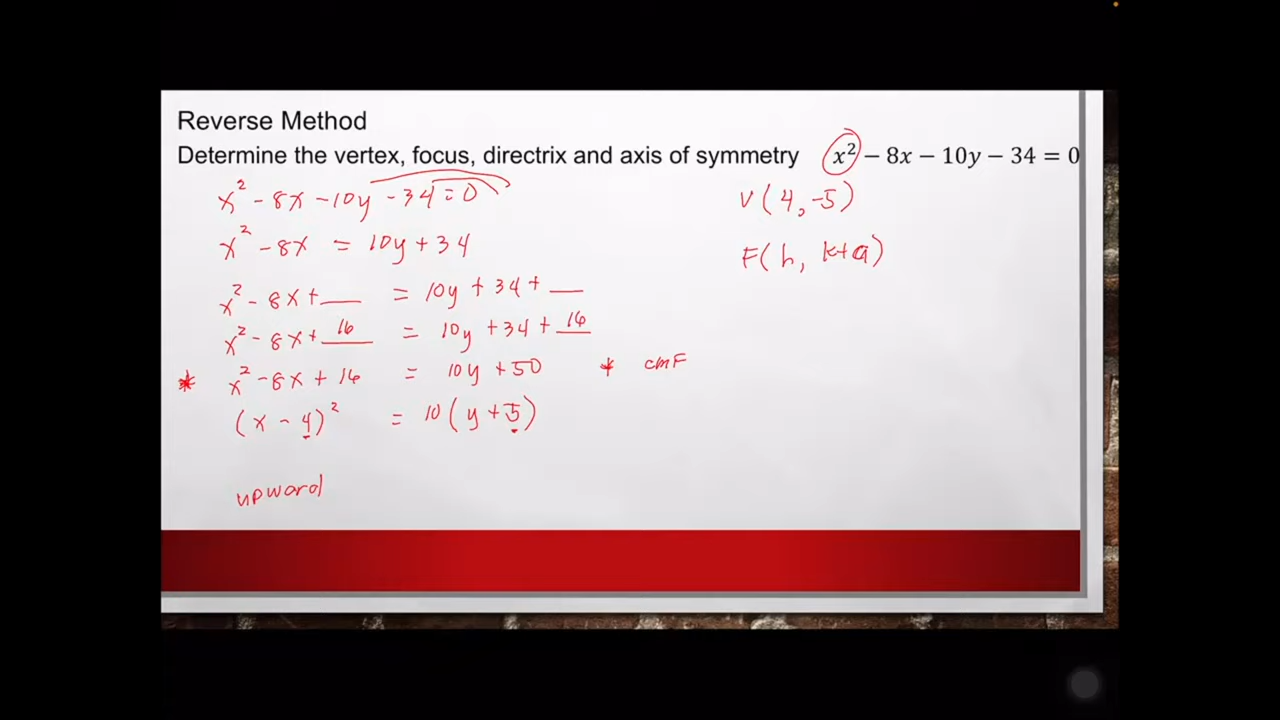 Reverse Method
Determine the vertex, focus, directrix and axis of symmetry x² − 8x − 10y − 34 = 0
x² - 8x - 10y - 34 = 0
V(4, -5)
x² - 8x = 10y + 34
F(h, k+a)
x² - 8x + __ = 10y + 34 + __
x² - 8x + 16 = 10y + 34 + 16
* x² - 8x + 16 = 10y + 50 * cmF
(x - 4)² = 10(y + 5)
upward